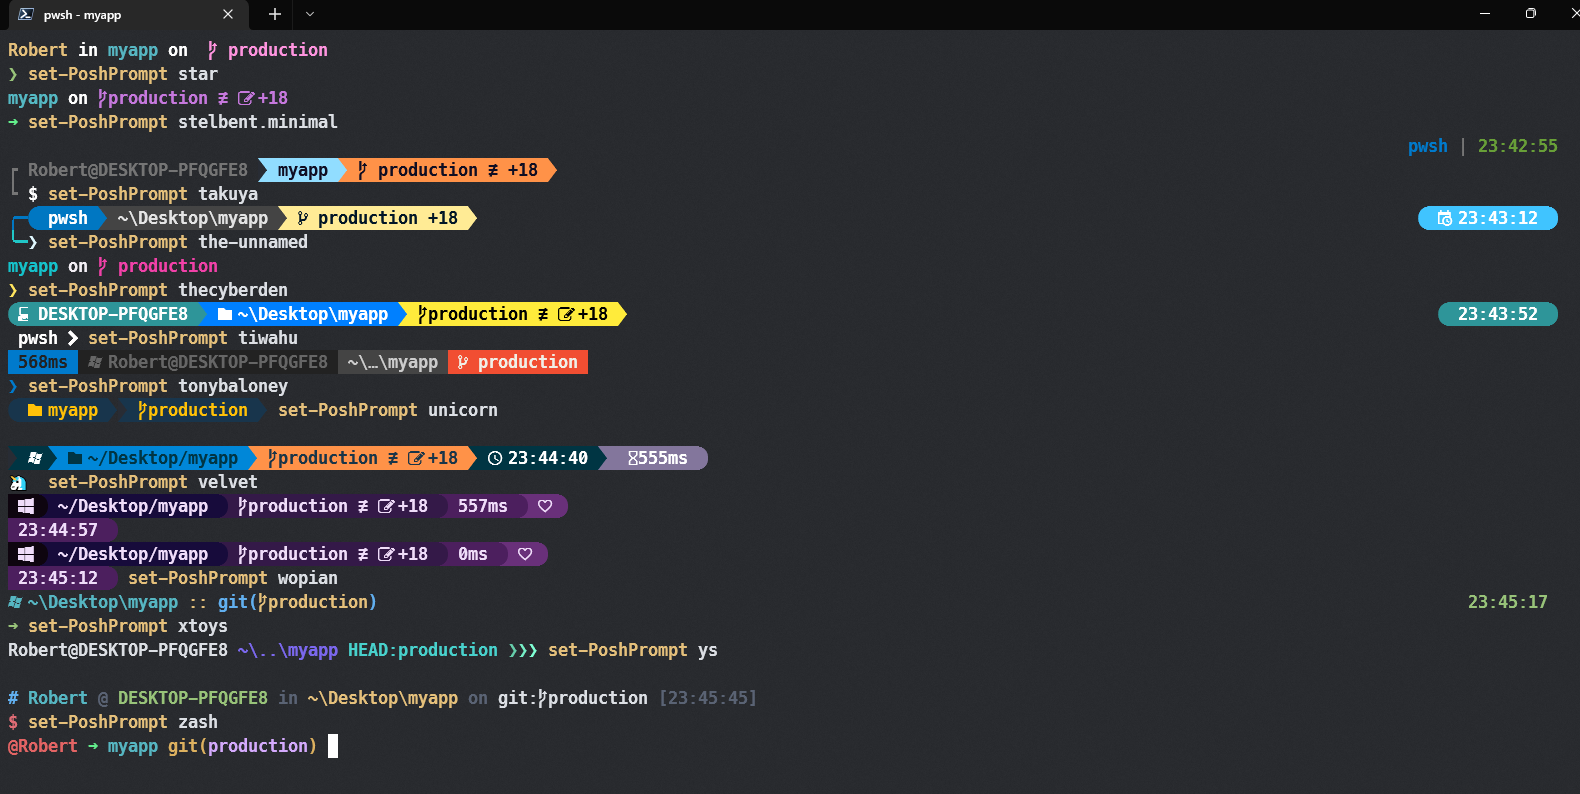 pwsh - myapp
Robert in myapp on production
❯ set-PoshPrompt star
myapp on production ≢ +18
➜ set-PoshPrompt stelbent.minimal
pwsh | 23:42:55
Robert@DESKTOP-PFQGFE8 myapp production ≢ +18
$ set-PoshPrompt takuya
pwsh ~\Desktop\myapp production +18 23:43:12
❯ set-PoshPrompt the-unnamed
myapp on production
❯ set-PoshPrompt thecyberden
DESKTOP-PFQGFE8 ~\Desktop\myapp production ≢ +18 23:43:52
pwsh ❯ set-PoshPrompt tiwahu
568ms Robert@DESKTOP-PFQGFE8 ~\…\myapp production
❯ set-PoshPrompt tonybaloney
myapp production set-PoshPrompt unicorn
~/Desktop/myapp production ≢ +18 23:44:40 555ms
set-PoshPrompt velvet
~/Desktop/myapp production ≢ +18 557ms ♡
23:44:57
~/Desktop/myapp production ≢ +18 0ms ♡
23:45:12 set-PoshPrompt wopian
~\Desktop\myapp :: git(production) 23:45:17
➜ set-PoshPrompt xtoys
Robert@DESKTOP-PFQGFE8 ~\..\myapp HEAD:production ❯❯❯ set-PoshPrompt ys
# Robert @ DESKTOP-PFQGFE8 in ~\Desktop\myapp on git:production [23:45:45]
$ set-PoshPrompt zash
@Robert ➜ myapp git(production)